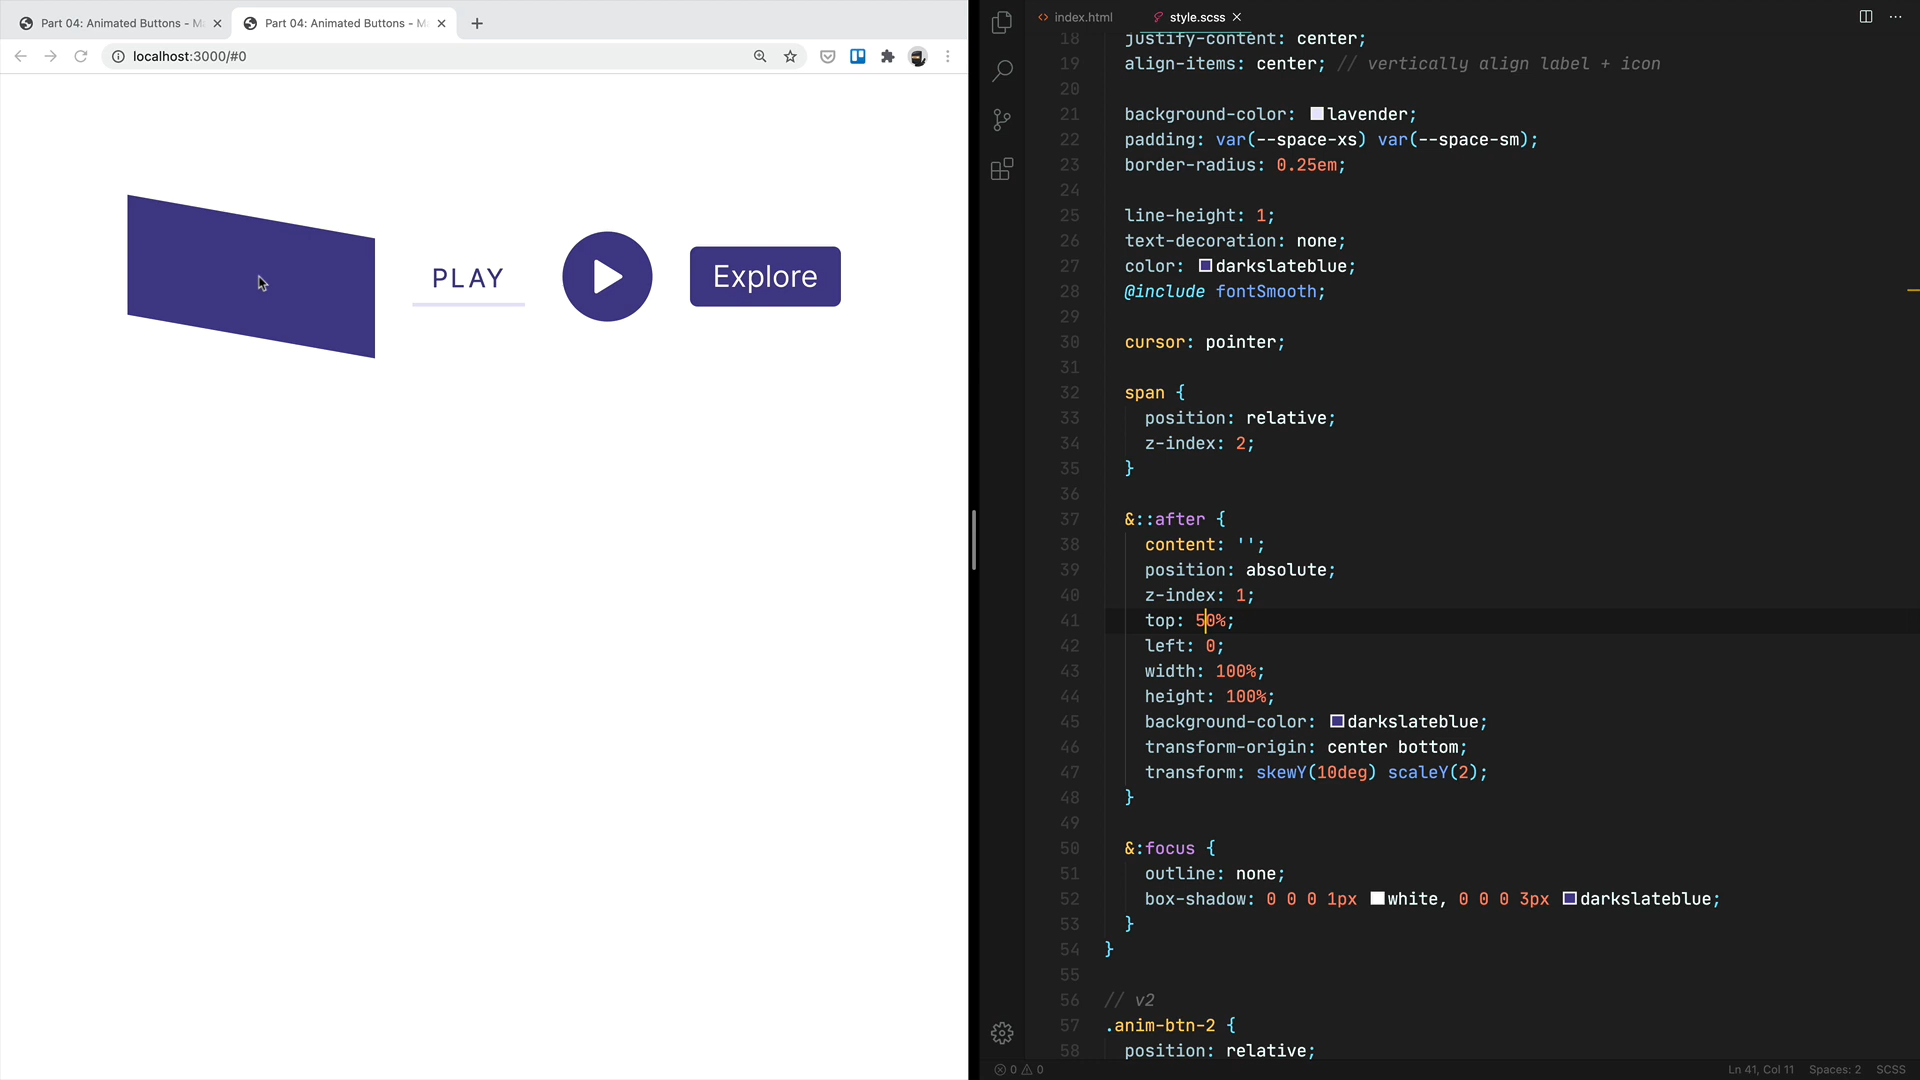 Part 04: Animated Buttons - M
Part 04: Animated Buttons - M
localhost:3000/#0
PLAY
Explore
index.html
style.scss
18 justify-content: center;
19 align-items: center; // vertically align label + icon
20
21 background-color: lavender;
22 padding: var(--space-xs) var(--space-sm);
23 border-radius: 0.25em;
24
25 line-height: 1;
26 text-decoration: none;
27 color: darkslateblue;
28 @include fontSmooth;
29
30 cursor: pointer;
31
32 span {
33 position: relative;
34 z-index: 2;
35 }
36
37 &::after {
38 content: '';
39 position: absolute;
40 z-index: 1;
41 top: 50%;
42 left: 0;
43 width: 100%;
44 height: 100%;
45 background-color: darkslateblue;
46 transform-origin: center bottom;
47 transform: skewY(10deg) scaleY(2);
48 }
49
50 &:focus {
51 outline: none;
52 box-shadow: 0 0 0 1px white, 0 0 0 3px darkslateblue;
53 }
54 }
55
56 // v2
57 .anim-btn-2 {
58 position: relative;
0 0
Ln 41, Col 11 Spaces: 2 SCSS